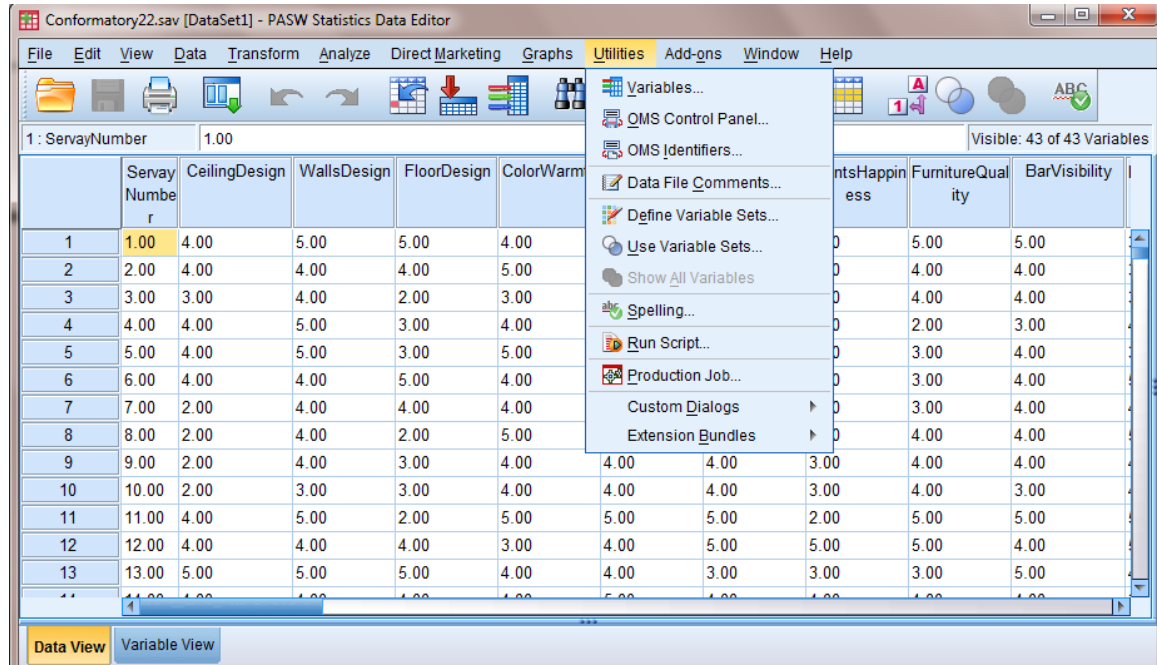 Conformatory22.sav [DataSet1] - PASW Statistics Data Editor
File Edit View Data Transform Analyze Direct Marketing Graphs Utilities Add-ons Window Help
1 : ServayNumber 1.00 Visible: 43 of 43 Variables
Variables...
OMS Control Panel...
OMS Identifiers...
Data File Comments...
Define Variable Sets...
Use Variable Sets...
Show All Variables
Spelling...
Run Script...
Production Job...
Custom Dialogs
Extension Bundles
Servay CeilingDesign WallsDesign FloorDesign ColorWarm ntsHappin FurnitureQual BarVisibility
Numbe ess ity
r
1 1.00 4.00 5.00 5.00 4.00 5.00 5.00
2 2.00 4.00 4.00 4.00 5.00 4.00 4.00
3 3.00 3.00 4.00 2.00 3.00 4.00 4.00
4 4.00 4.00 5.00 3.00 4.00 2.00 3.00
5 5.00 4.00 5.00 3.00 5.00 3.00 4.00
6 6.00 4.00 4.00 5.00 4.00 3.00 4.00
7 7.00 2.00 4.00 4.00 4.00 3.00 4.00
8 8.00 2.00 4.00 2.00 5.00 4.00 4.00
9 9.00 2.00 4.00 3.00 4.00 4.00 4.00 3.00 4.00 4.00
10 10.00 2.00 3.00 3.00 4.00 4.00 4.00 3.00 4.00 3.00
11 11.00 4.00 5.00 2.00 5.00 5.00 5.00 2.00 5.00 5.00
12 12.00 4.00 4.00 4.00 3.00 4.00 5.00 5.00 5.00 4.00
13 13.00 5.00 5.00 5.00 4.00 4.00 3.00 3.00 3.00 5.00
Data View Variable View